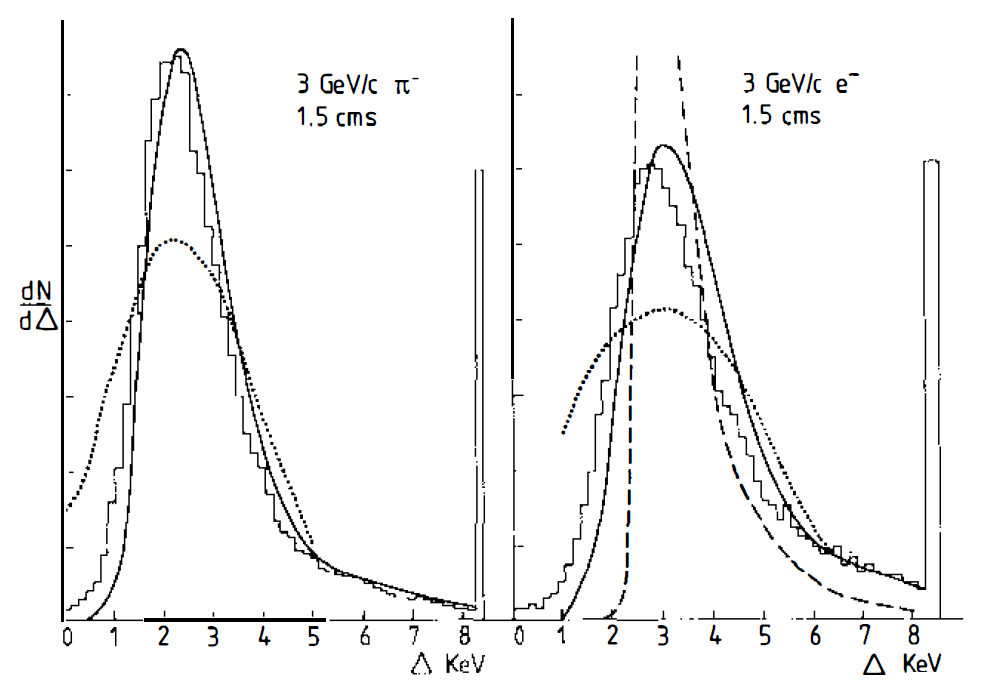 3 GeV/c π⁻
1.5 cms
3 GeV/c e⁻
1.5 cms
dN
dΔ
0 1 2 3 4 5 6 7 8
Δ KeV
0 1 2 3 4 5 6 7 8
Δ KeV